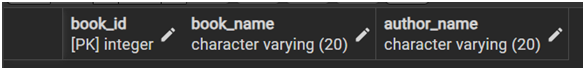 book_id book_name author_name
[PK] integer character varying (20) character varying (20)